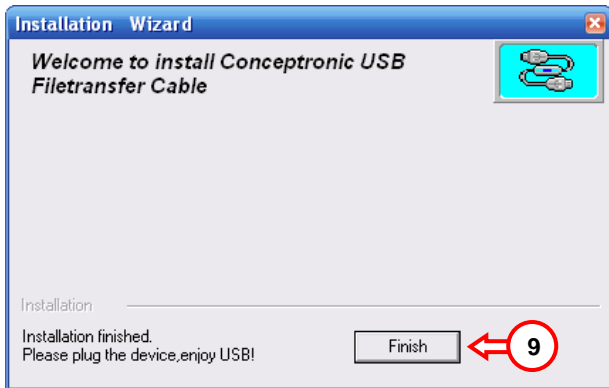 Installation Wizard
Welcome to install Conceptronic USB
Filetransfer Cable
Installation
Installation finished.
Please plug the device,enjoy USB!
Finish
9